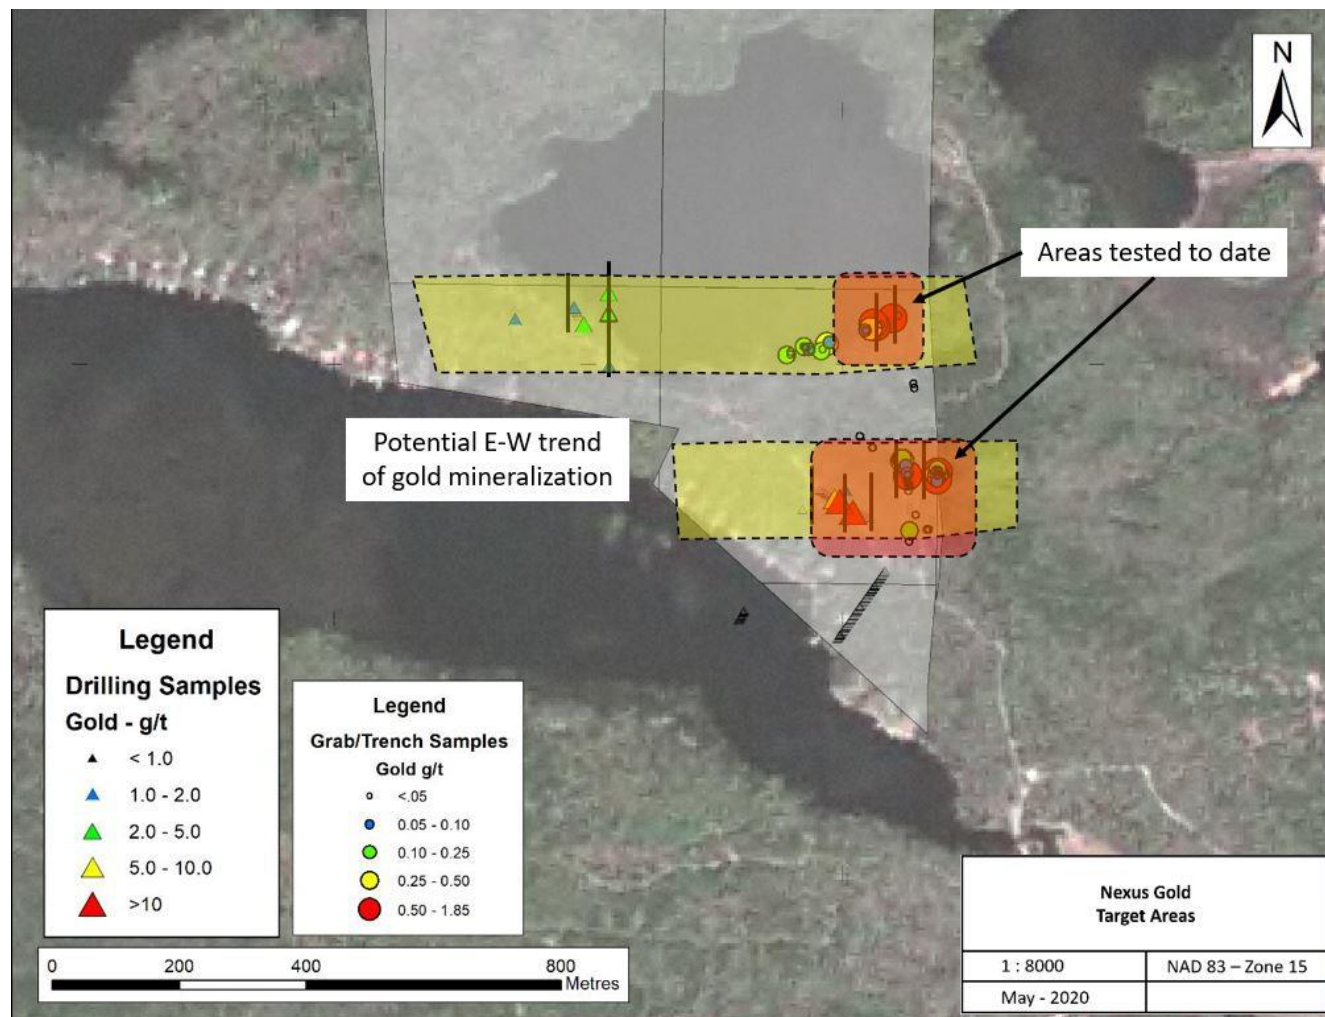 N
Areas tested to date
Potential E-W trend
of gold mineralization
Legend
Drilling Samples
Gold - g/t
< 1.0
1.0 - 2.0
2.0 - 5.0
5.0 - 10.0
>10
Legend
Grab/Trench Samples
Gold g/t
<.05
0.05 - 0.10
0.10 - 0.25
0.25 - 0.50
0.50 - 1.85
0 200 400 800
Metres
Nexus Gold
Target Areas
1 : 8000
NAD 83 – Zone 15
May - 2020